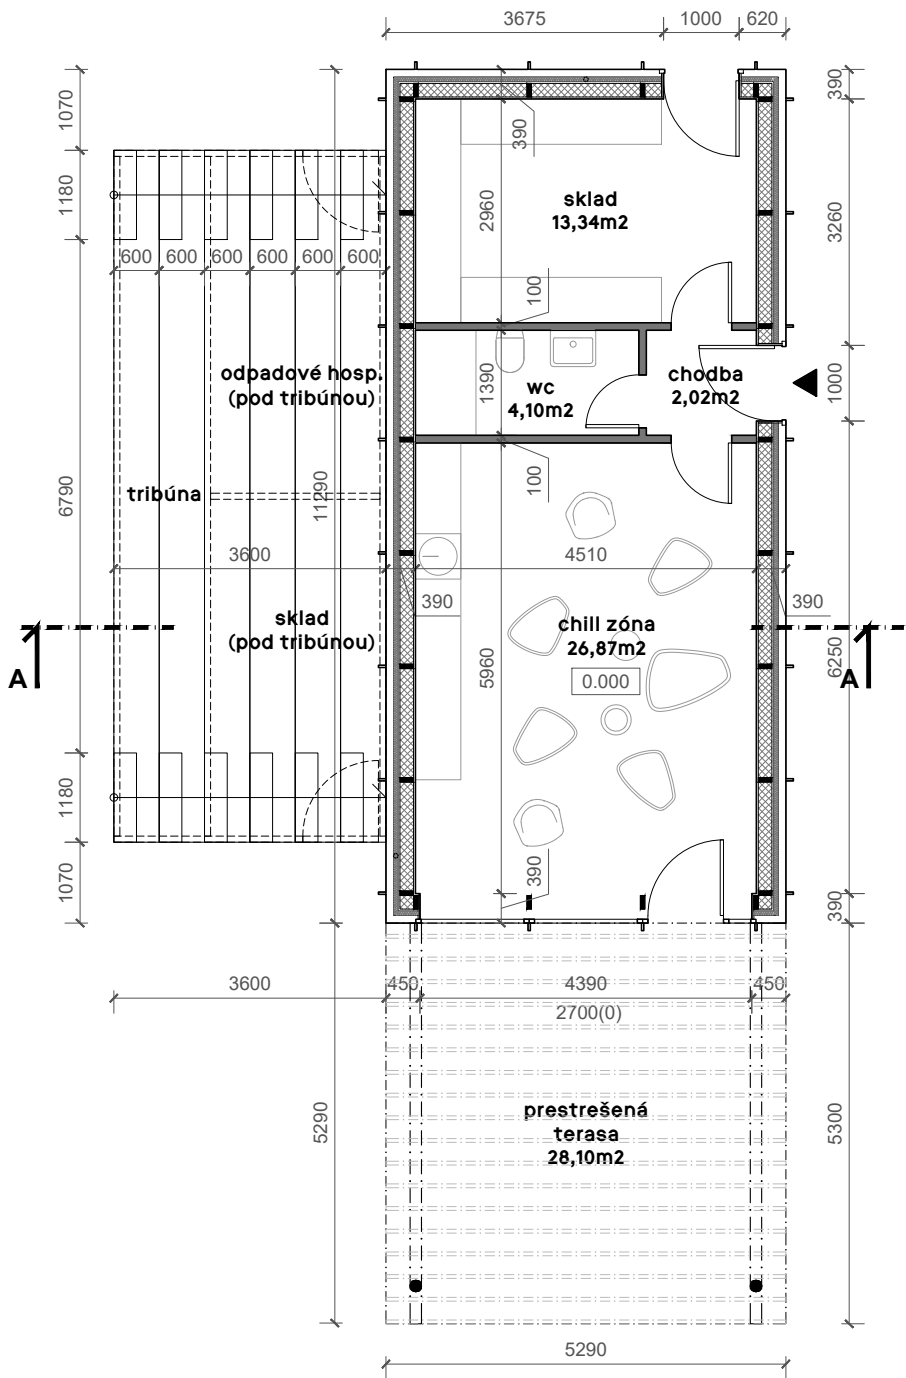 3675
1000
620
390
1070
390
1180
2960
sklad
13,34m2
3260
600
600
600
600
600
600
100
odpadové hosp.
(pod tribúnou)
1390
wc
4,10m2
chodba
2,02m2
1000
100
6790
tribúna
11290
3600
4510
390
390
sklad
(pod tribúnou)
chill zóna
26,87m2
A
A
5960
0.000
6250
1180
1070
390
390
3600
450
4390
450
2700(0)
5290
prestrešená
terasa
28,10m2
5300
5290